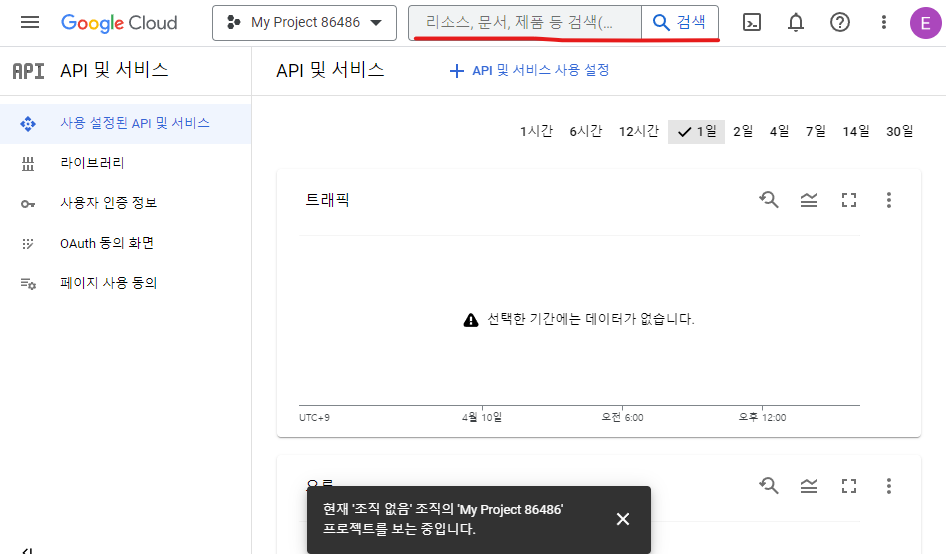 Google Cloud
My Project 86486
리소스, 문서, 제품 등 검색(...
검색
E
API API 및 서비스
API 및 서비스
API 및 서비스 사용 설정
사용 설정된 API 및 서비스
라이브러리
사용자 인증 정보
OAuth 동의 화면
페이지 사용 동의
1시간 6시간 12시간 1일 2일 4일 7일 14일 30일
트래픽
선택한 기간에는 데이터가 없습니다.
UTC+9 4월 10일 오전 6:00 오후 12:00
현재 '조직 없음' 조직의 'My Project 86486'
프로젝트를 보는 중입니다.